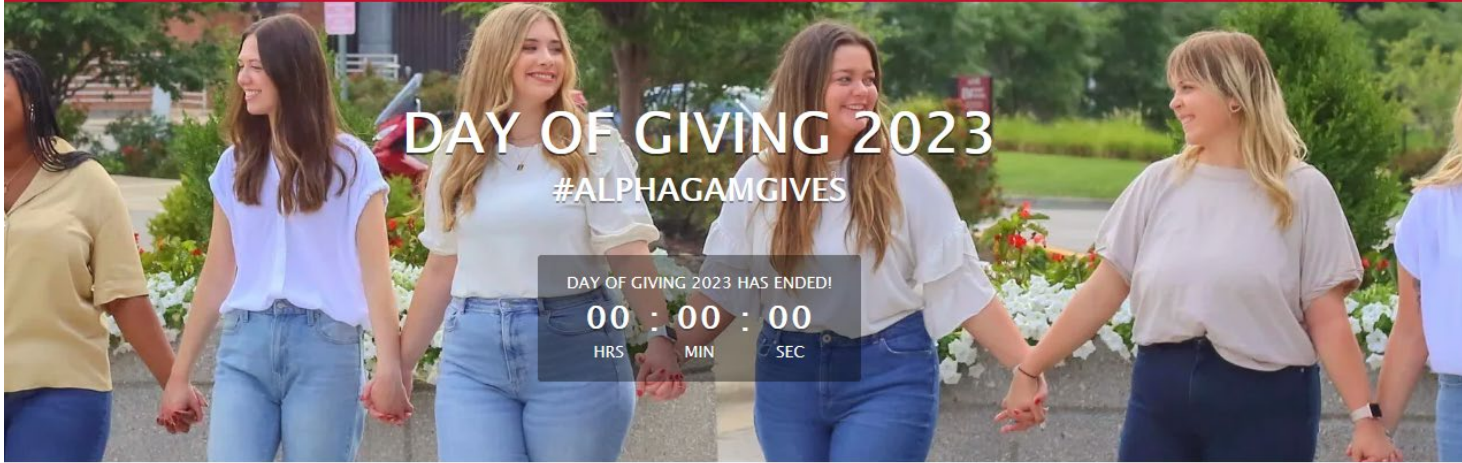 DAY OF GIVING 2023
#ALPHAGAMGIVES
DAY OF GIVING 2023 HAS ENDED!
00 : 00 : 00
HRS MIN SEC